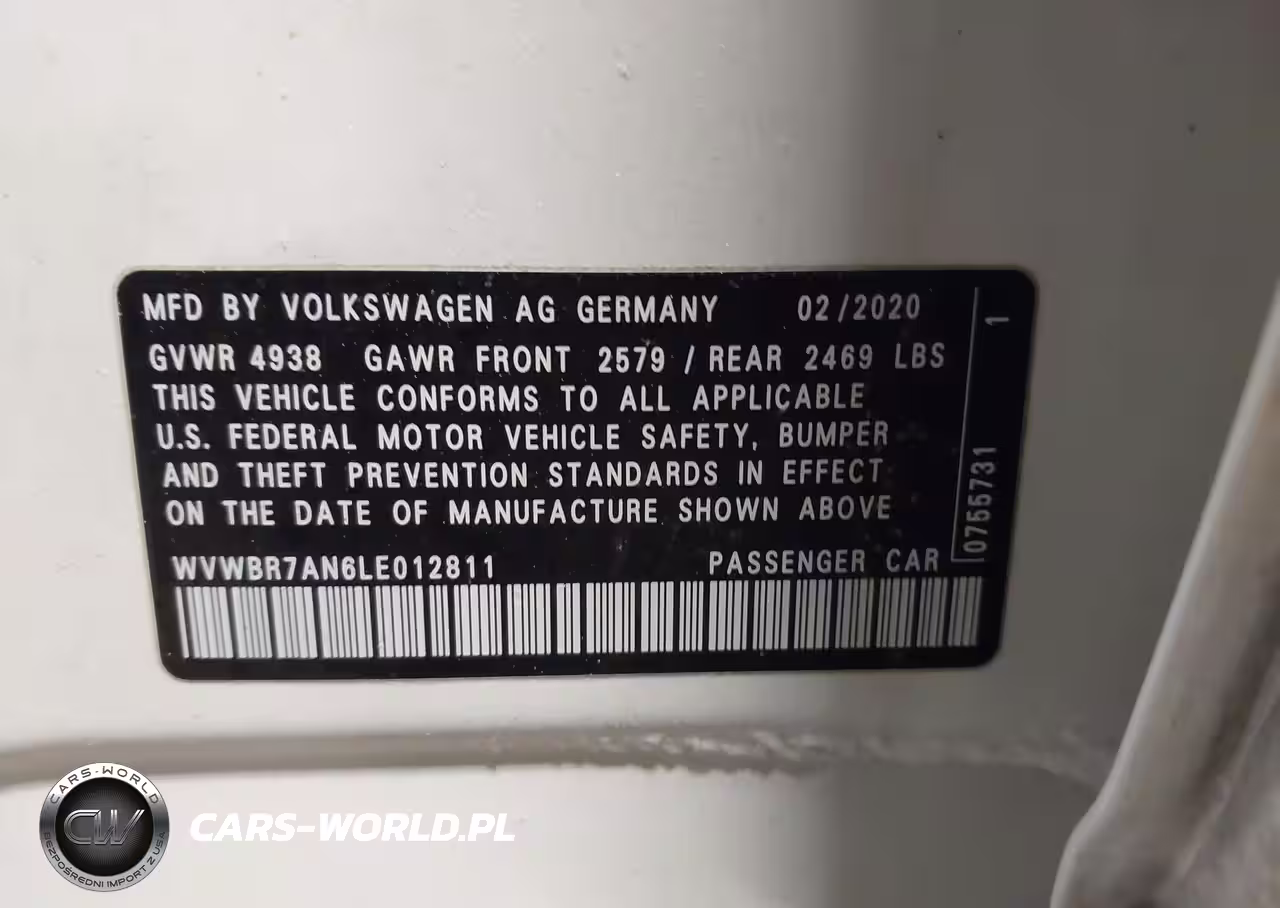 MFD BY VOLKSWAGEN AG GERMANY 02/2020
GVWR 4938 GAWR FRONT 2579 / REAR 2469 LBS
THIS VEHICLE CONFORMS TO ALL APPLICABLE
U.S. FEDERAL MOTOR VEHICLE SAFETY, BUMPER
AND THEFT PREVENTION STANDARDS IN EFFECT
ON THE DATE OF MANUFACTURE SHOWN ABOVE
WVWBR7AN6LE012811 PASSENGER CAR
0755731 1
CARS-WORLD
CW
BEZPOŚREDNI IMPORT Z USA
CARS-WORLD.PL